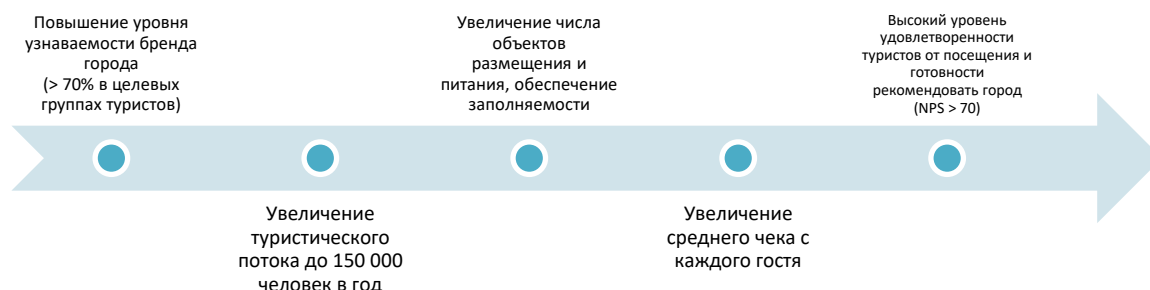 Повышение уровня
узнаваемости бренда
города
(> 70% в целевых
группах туристов)
Увеличение
туристического
потока до 150 000
человек в год
Увеличение числа
объектов
размещения и
питания, обеспечение
заполняемости
Увеличение
среднего чека с
каждого гостя
Высокий уровень
удовлетворенности
туристов от посещения и
готовности
рекомендовать город
(NPS > 70)